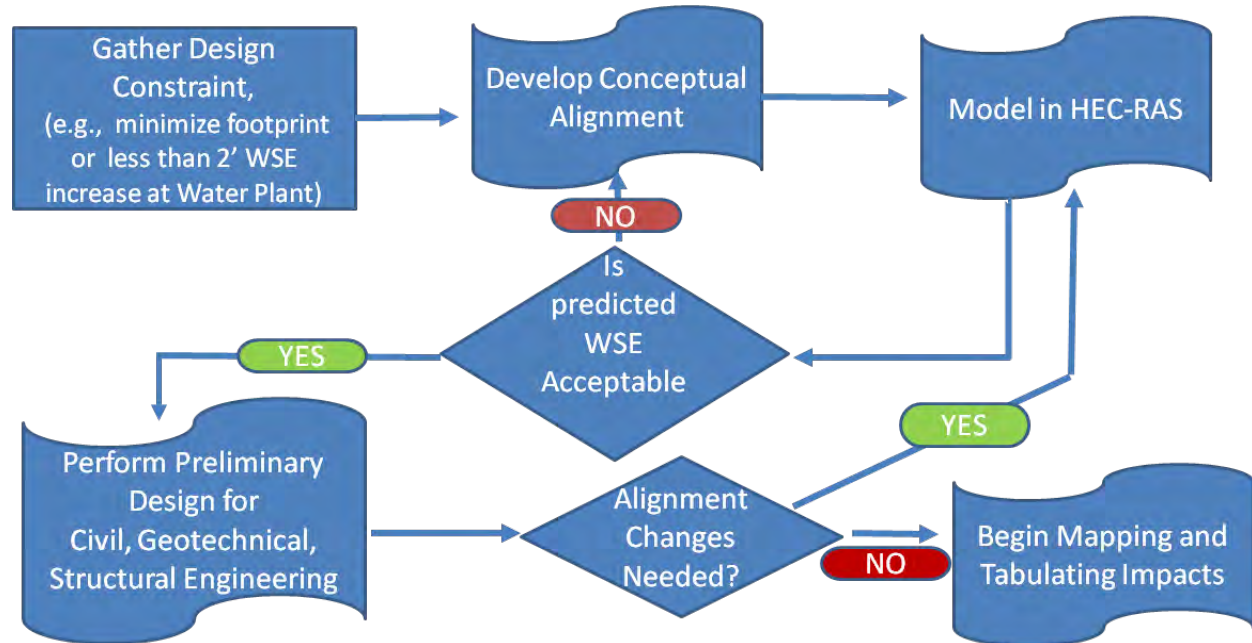 Gather Design
Constraint,
(e.g., minimize footprint
or less than 2’ WSE
increase at Water Plant)
Develop Conceptual
Alignment
Model in HEC-RAS
NO
Is
predicted
WSE
Acceptable
YES
Perform Preliminary
Design for
Civil, Geotechnical,
Structural Engineering
Alignment
Changes
Needed?
YES
NO
Begin Mapping and
Tabulating Impacts